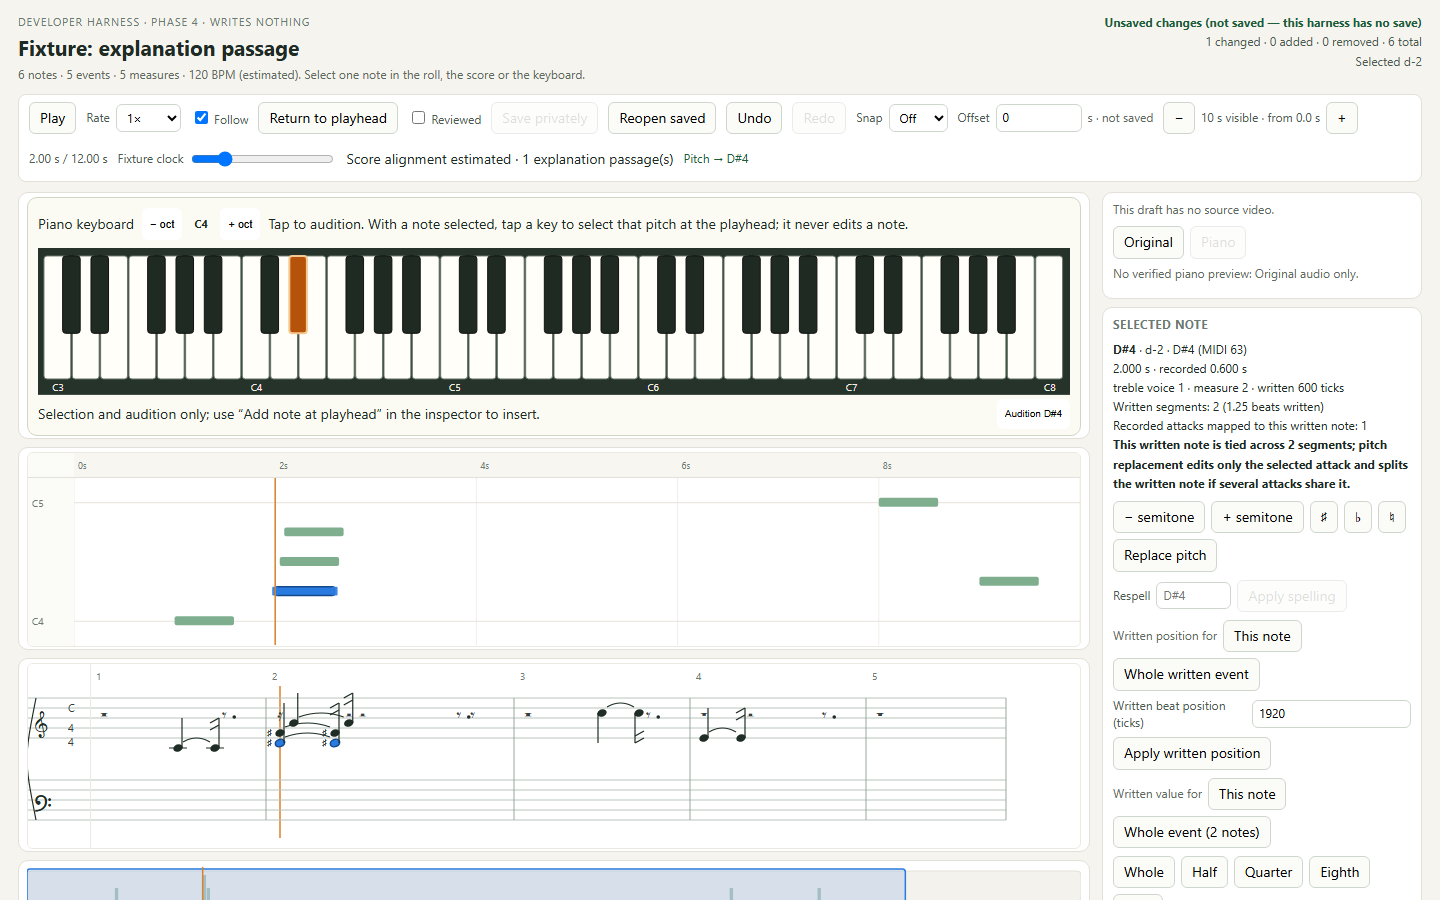 DEVELOPER HARNESS · PHASE 4 · WRITES NOTHING
Fixture: explanation passage
6 notes · 5 events · 5 measures · 120 BPM (estimated). Select one note in the roll, the score or the keyboard.
Unsaved changes (not saved — this harness has no save)
1 changed · 0 added · 0 removed · 6 total
Selected d-2
Play Rate 1× Follow Return to playhead Reviewed Save privately Reopen saved Undo Redo Snap Off Offset 0 s · not saved − 10 s visible · from 0.0 s +
2.00 s / 12.00 s Fixture clock Score alignment estimated · 1 explanation passage(s) Pitch → D#4
Piano keyboard − oct C4 + oct Tap to audition. With a note selected, tap a key to select that pitch at the playhead; it never edits a note.
C3 C4 C5 C6 C7 C8
Selection and audition only; use “Add note at playhead” in the inspector to insert.
Audition D#4
0s 2s 4s 6s 8s
C5
C4
1 2 3 4 5
C
4
4
This draft has no source video.
Original Piano
No verified piano preview: Original audio only.
SELECTED NOTE
D#4 · d-2 · D#4 (MIDI 63)
2.000 s · recorded 0.600 s
treble voice 1 · measure 2 · written 600 ticks
Written segments: 2 (1.25 beats written)
Recorded attacks mapped to this written note: 1
This written note is tied across 2 segments; pitch
replacement edits only the selected attack and splits
the written note if several attacks share it.
− semitone + semitone ♯ ♭ ♮
Replace pitch
Respell D#4 Apply spelling
Written position for This note
Whole written event
Written beat position
(ticks)
1920
Apply written position
Written value for This note
Whole event (2 notes)
Whole Half Quarter Eighth